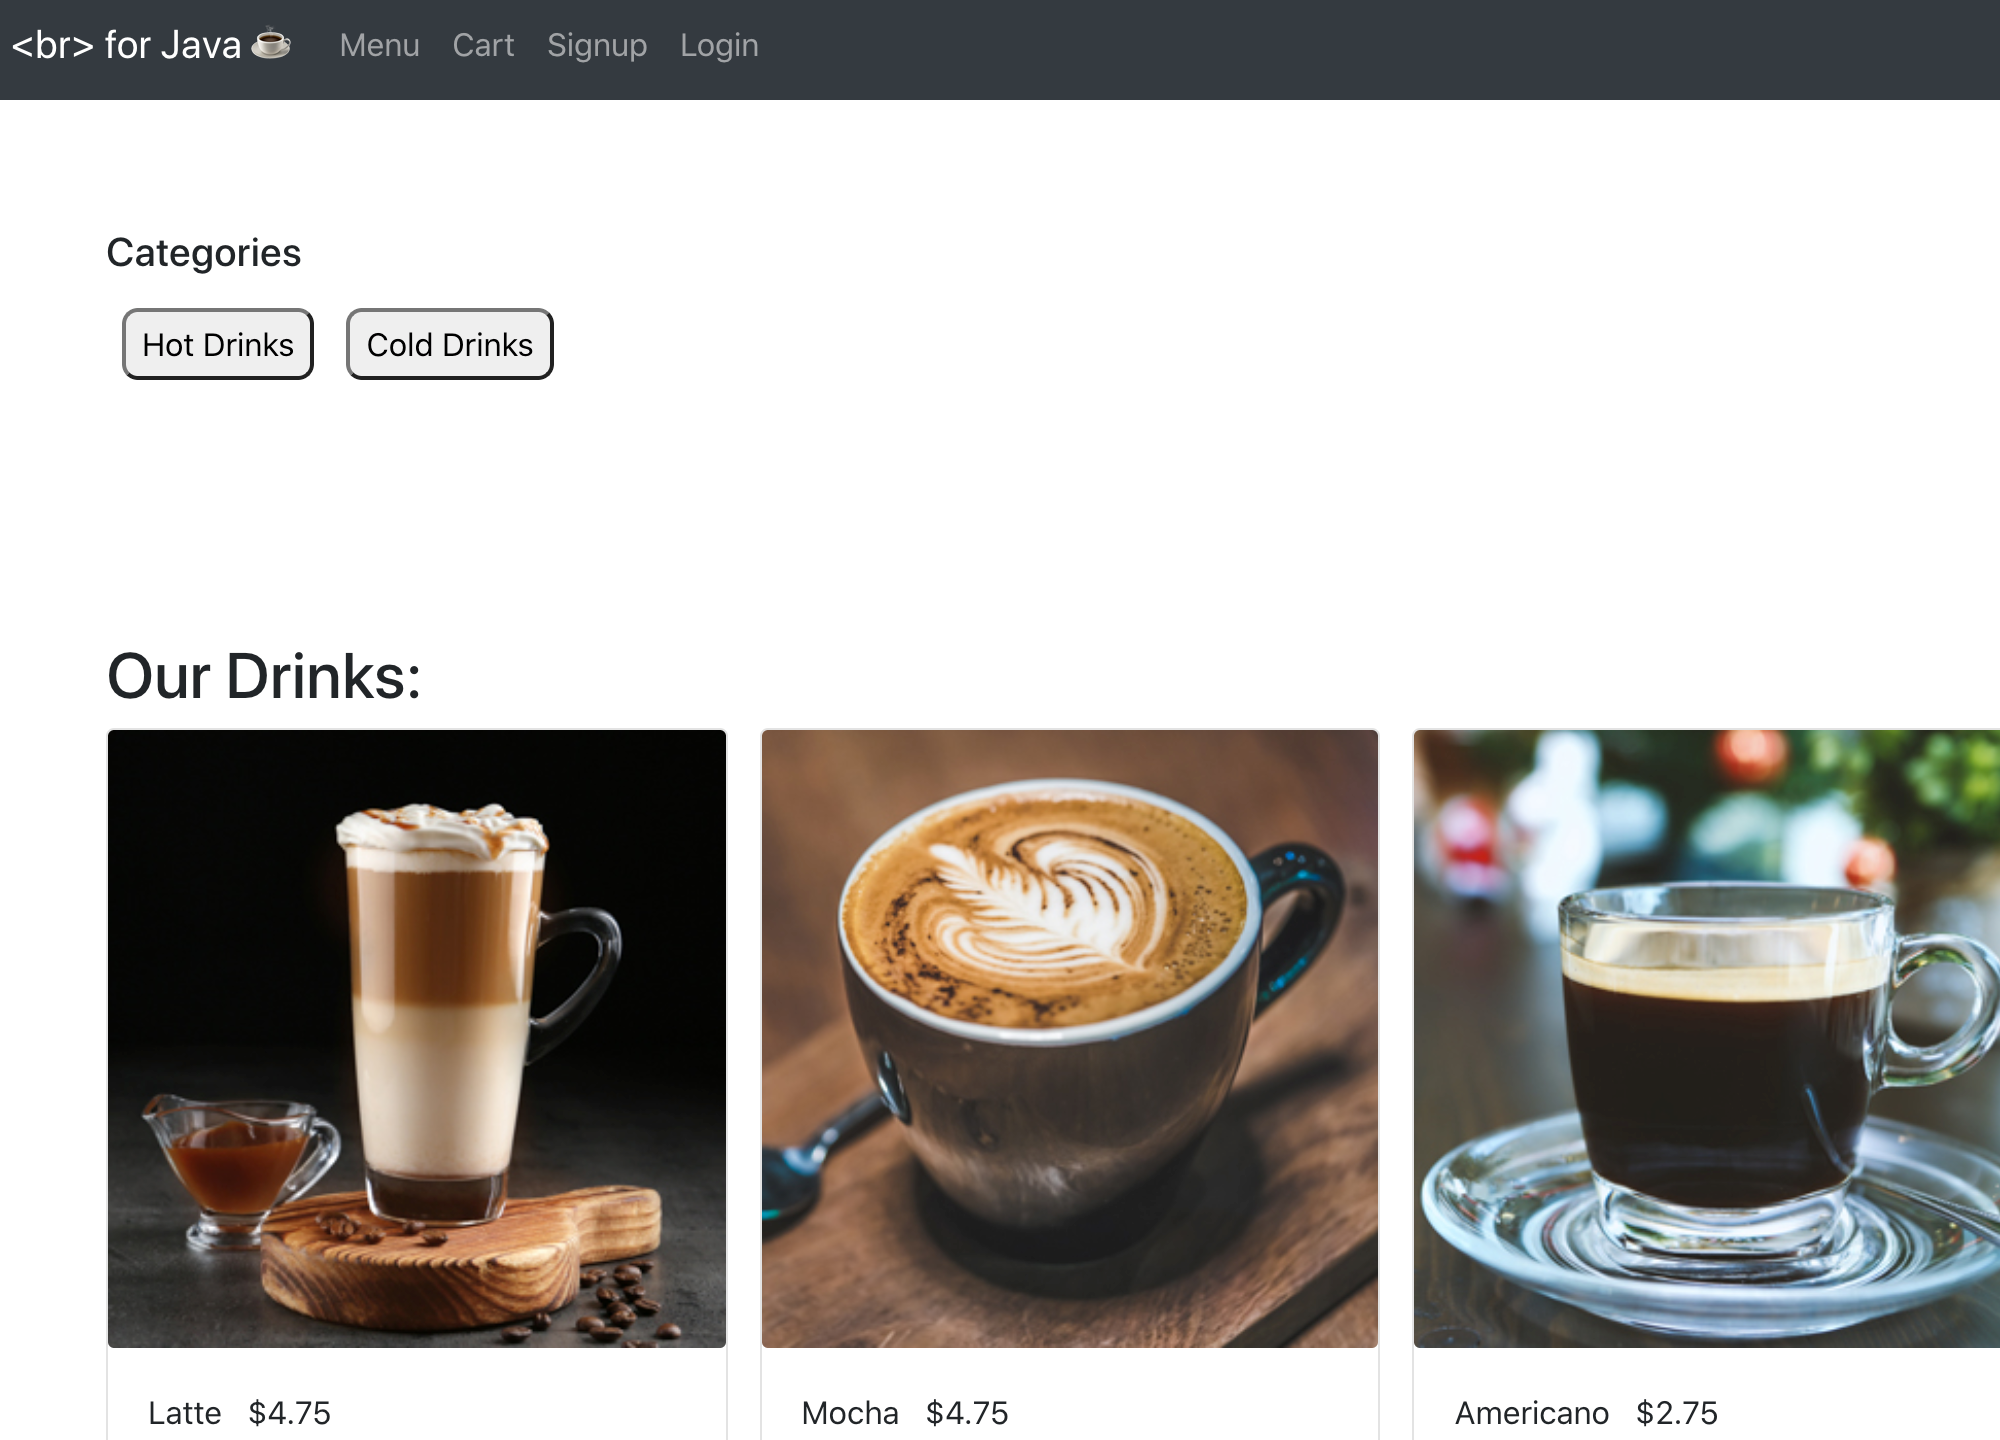 <br> for Java ☕ Menu Cart Signup Login
Categories
Hot Drinks Cold Drinks
Our Drinks:
Latte $4.75 Mocha $4.75 Americano $2.75